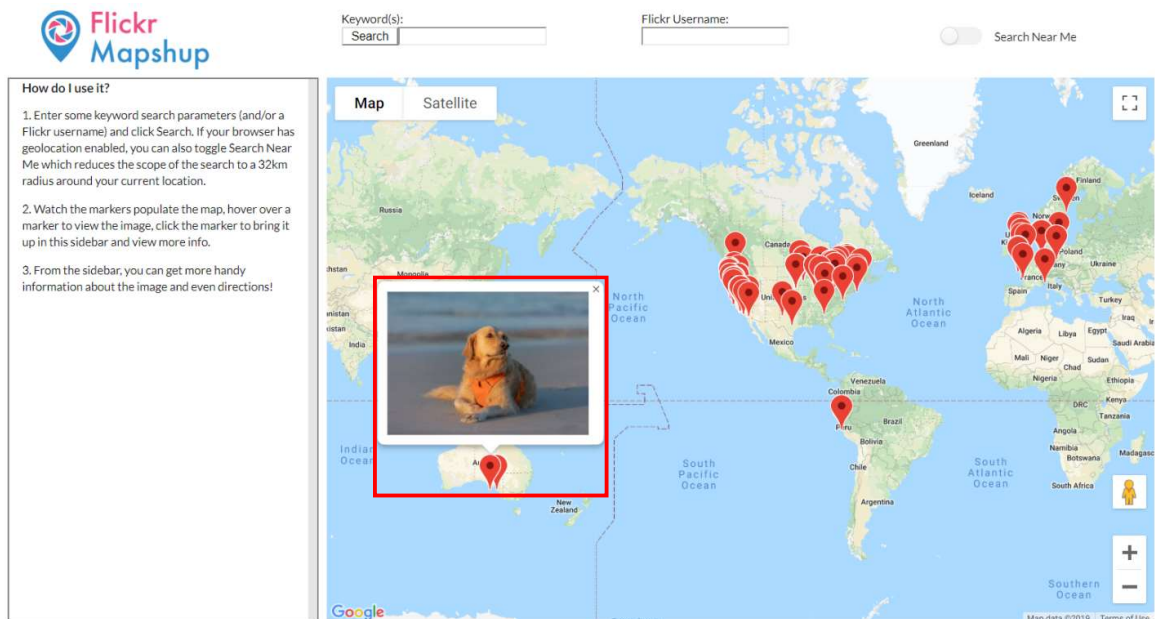 Flickr
Mapshup
Keyword(s):
Search
Flickr Username:
Search Near Me
How do I use it?
1. Enter some keyword search parameters (and/or a
Flickr username) and click Search. If your browser has
geolocation enabled, you can also toggle Search Near
Me which reduces the scope of the search to a 32km
radius around your current location.
2. Watch the markers populate the map, hover over a
marker to view the image, click the marker to bring it
up in this sidebar and view more info.
3. From the sidebar, you can get more handy
information about the image and even directions!
Map
Satellite
Greenland
Iceland
Finland
Russia
Canada
Poland
Ukraine
Mongolia
North
Pacific
Ocean
North
Atlantic
Ocean
Spain
Italy
Turkey
Iraq
India
Mexico
Algeria
Libya
Egypt
Saudi Arabia
Mali
Niger
Chad
Sudan
Nigeria
Ethiopia
Venezuela
Colombia
DRC
Kenya
Tanzania
Brazil
Angola
Bolivia
Namibia
Botswana
Madagasc
Indian
Ocean
South
Pacific
Ocean
Chile
South
Atlantic
Ocean
South Africa
New
Zealand
Argentina
Southern
Ocean
Google
Map data ©2019
Terms of Use